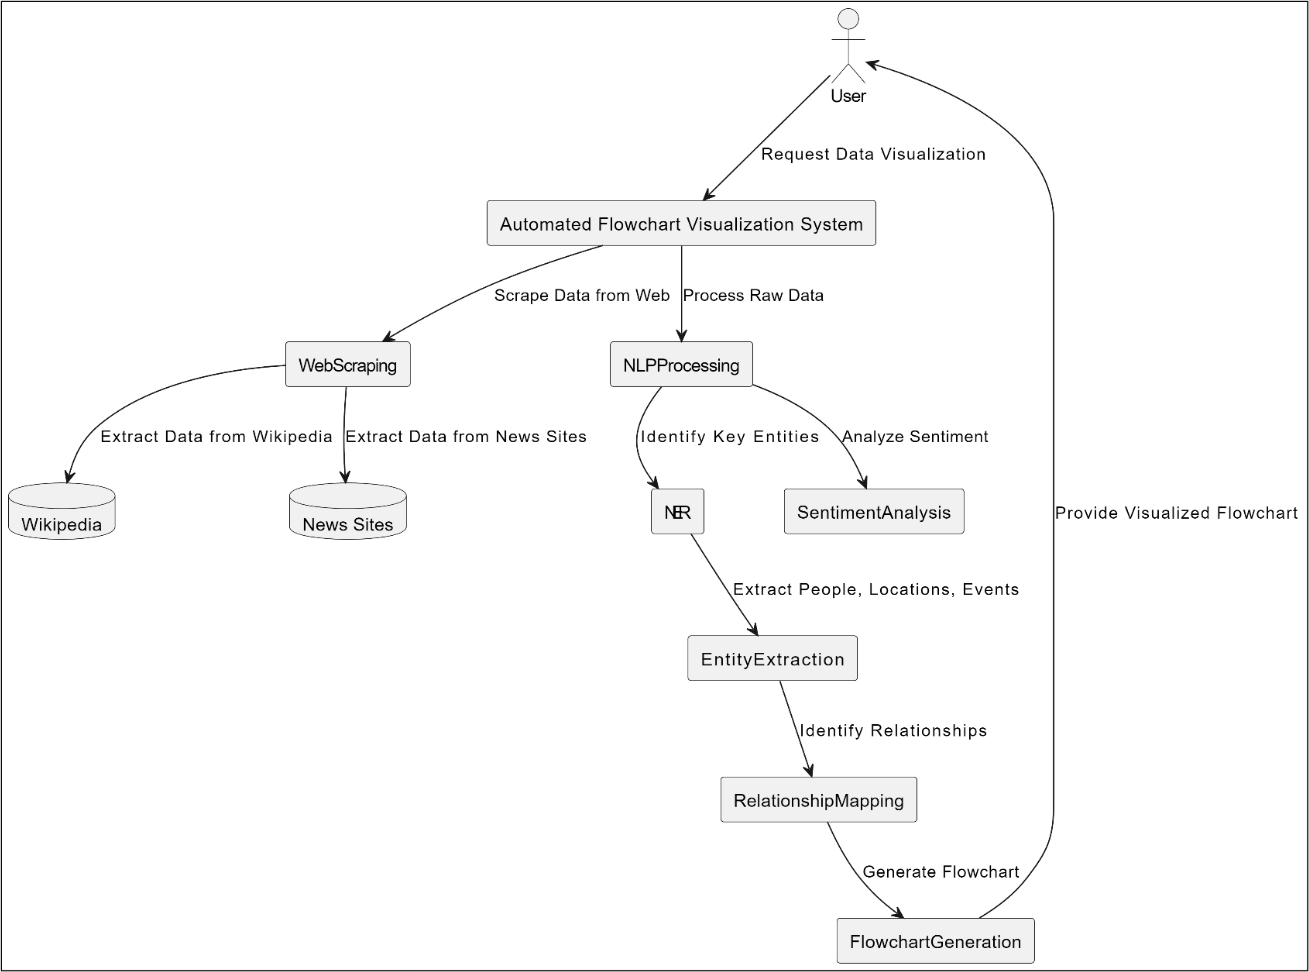 User
Request Data Visualization
Automated Flowchart Visualization System
Scrape Data from Web
Process Raw Data
WebScraping
NLPProcessing
Extract Data from Wikipedia
Extract Data from News Sites
Identify Key Entities
Analyze Sentiment
Wikipedia
News Sites
NER
SentimentAnalysis
Provide Visualized Flowchart
Extract People, Locations, Events
EntityExtraction
Identify Relationships
RelationshipMapping
Generate Flowchart
FlowchartGeneration